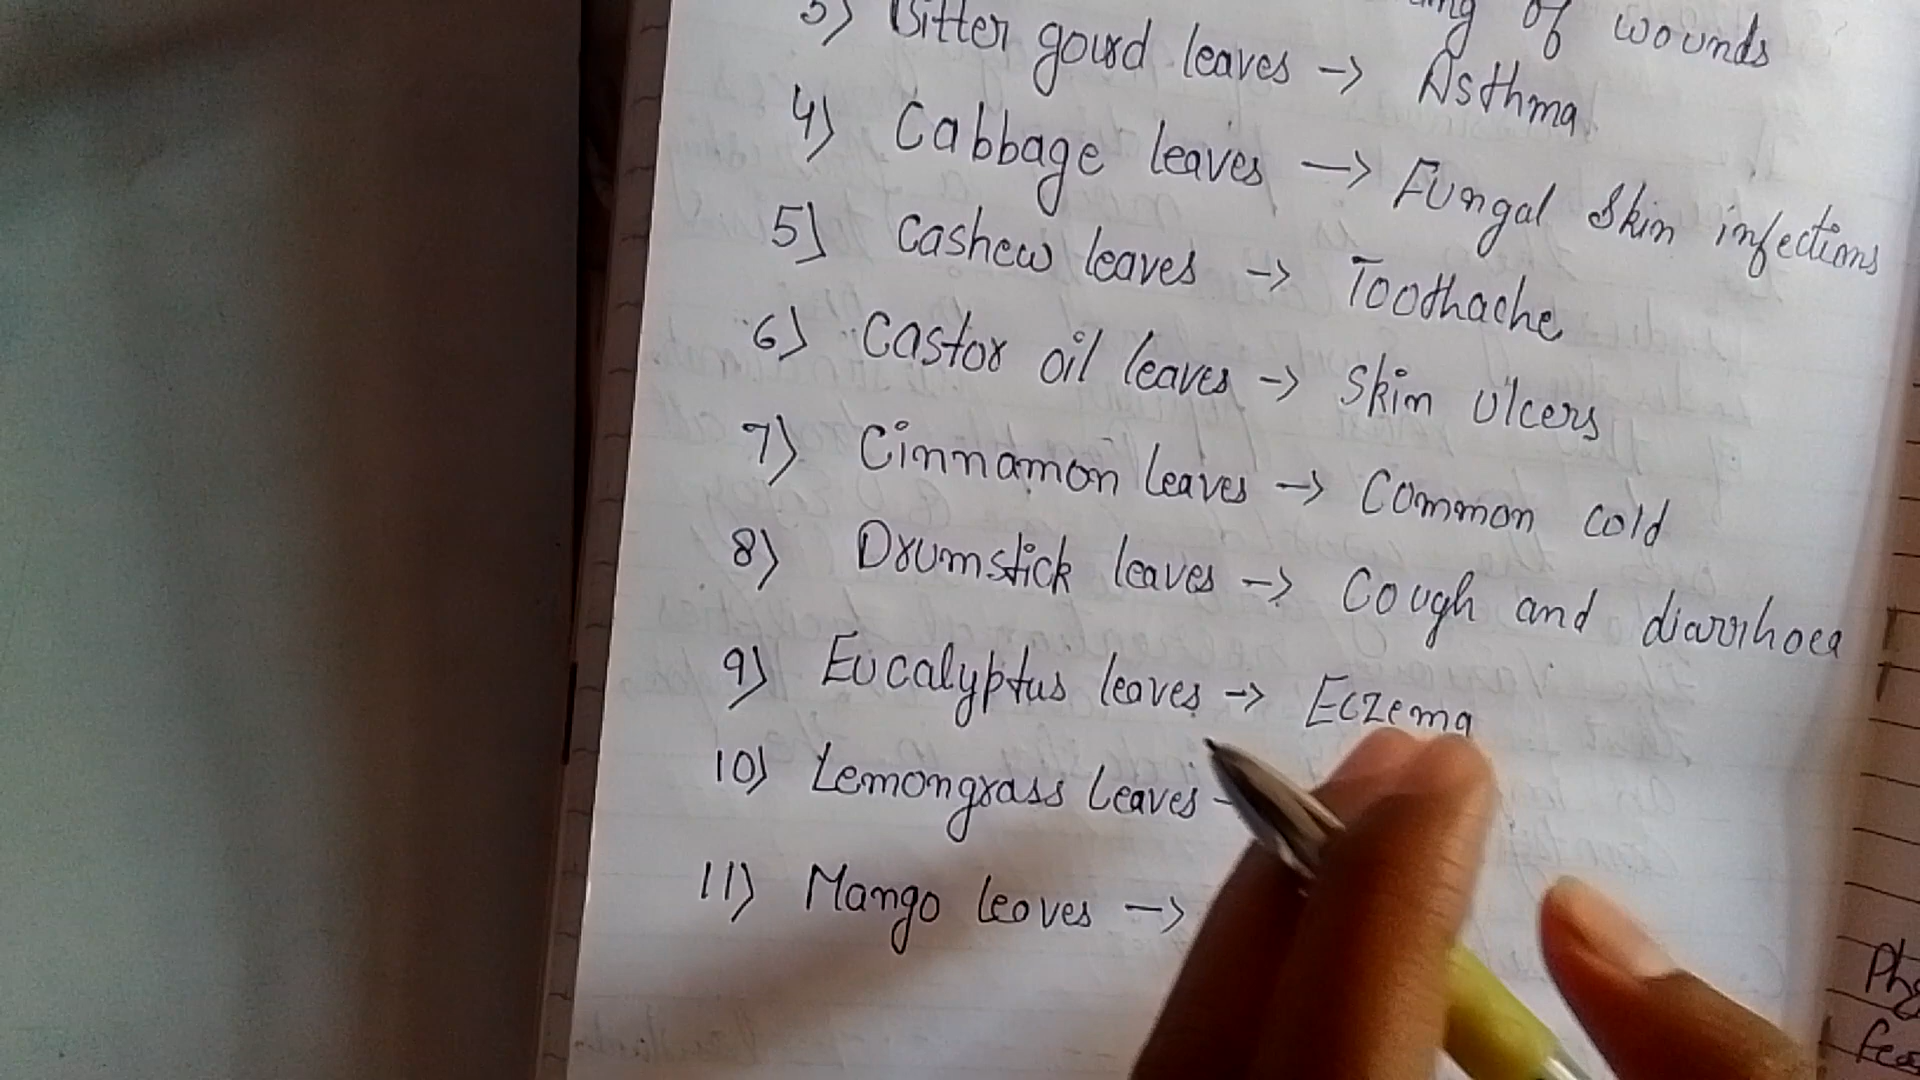 of wounds
3) Bitter gourd leaves -> Asthma
4) Cabbage leaves -> Fungal skin infections
5) Cashew leaves -> Toothache
6) Castor oil leaves -> Skin ulcers
7) Cinnamon leaves -> Common cold
8) Drumstick leaves -> Cough and diarrhoea
9) Eucalyptus leaves -> Eczema
10) Lemongrass leaves
11) Mango leaves ->